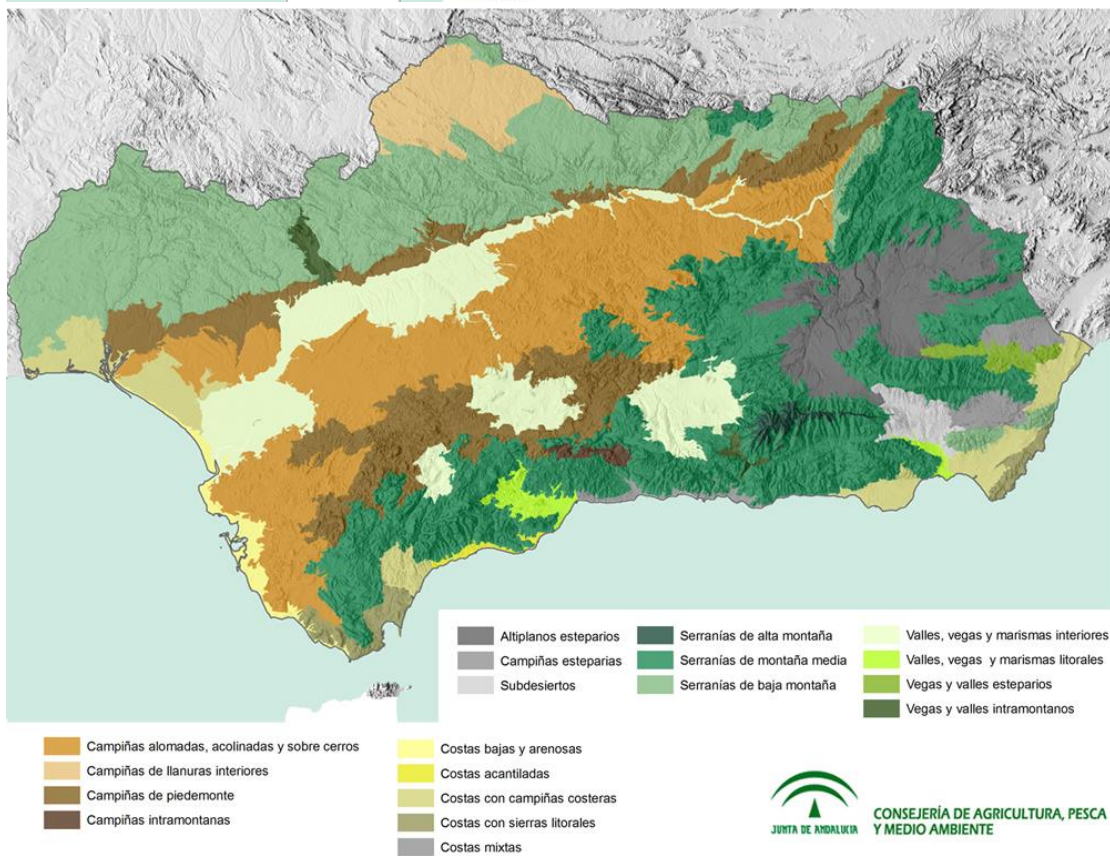 Altiplanos esteparios
Campiñas esteparias
Subdesiertos
Serranías de alta montaña
Serranías de montaña media
Serranías de baja montaña
Valles, vegas y marismas interiores
Valles, vegas y marismas litorales
Vegas y valles esteparios
Vegas y valles intramontanos
Campiñas alomadas, acolinadas y sobre cerros
Campiñas de llanuras interiores
Campiñas de piedemonte
Campiñas intramontanas
Costas bajas y arenosas
Costas acantiladas
Costas con campiñas costeras
Costas con sierras litorales
Costas mixtas
JUNTA DE ANDALUCIA
CONSEJERÍA DE AGRICULTURA, PESCA
Y MEDIO AMBIENTE